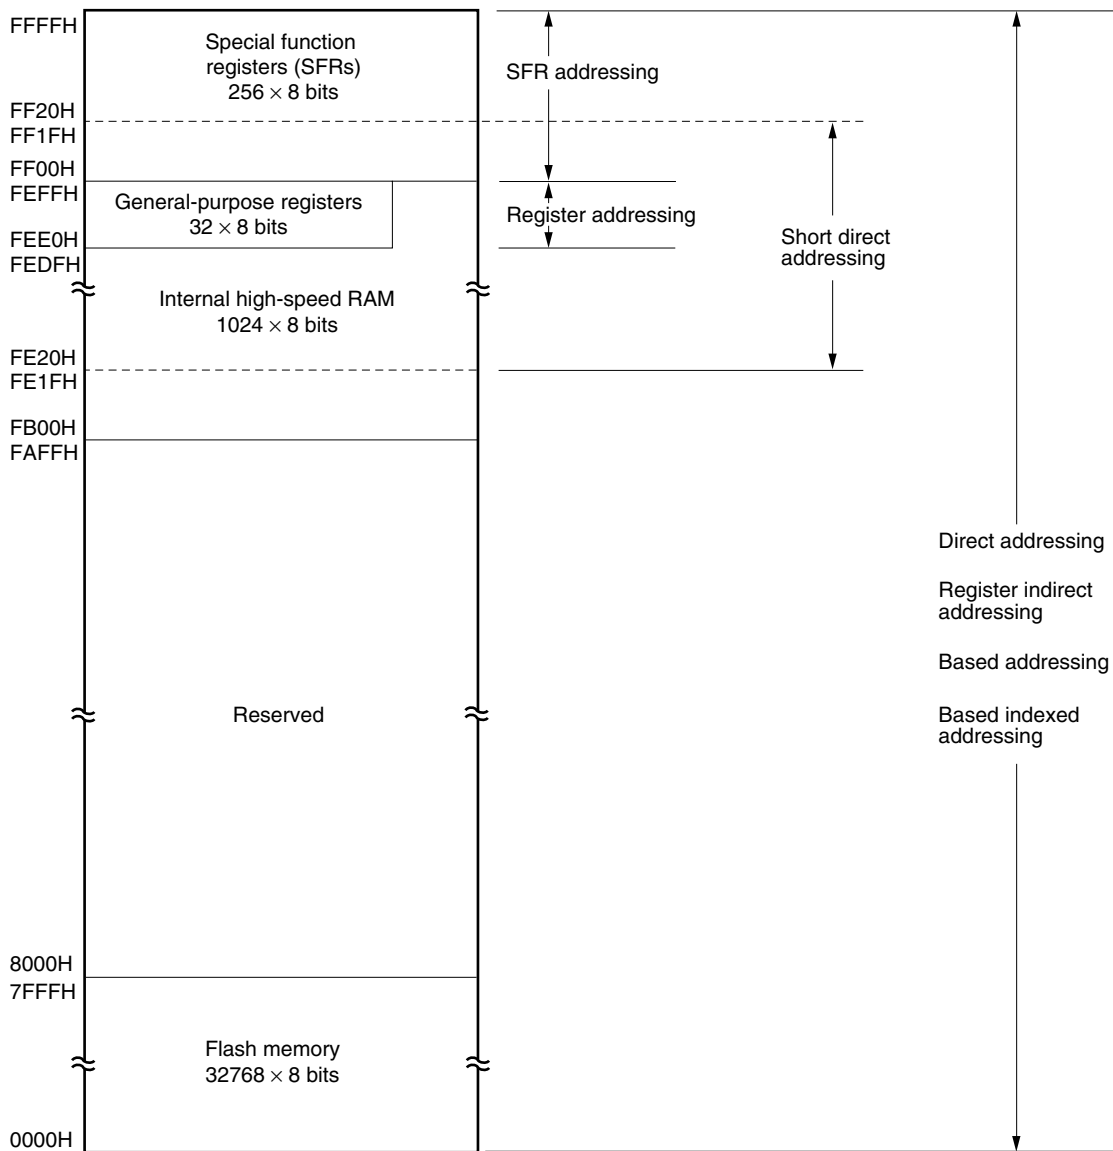 FFFFH
Special function
registers (SFRs)
256 × 8 bits
SFR addressing
FF20H
FF1FH
FF00H
FEFFH
General-purpose registers
32 × 8 bits
Register addressing
FEE0H
FEDFH
Short direct
addressing
Internal high-speed RAM
1024 × 8 bits
FE20H
FE1FH
FB00H
FAFFH
Direct addressing
Register indirect
addressing
Based addressing
Based indexed
addressing
Reserved
8000H
7FFFH
Flash memory
32768 × 8 bits
0000H